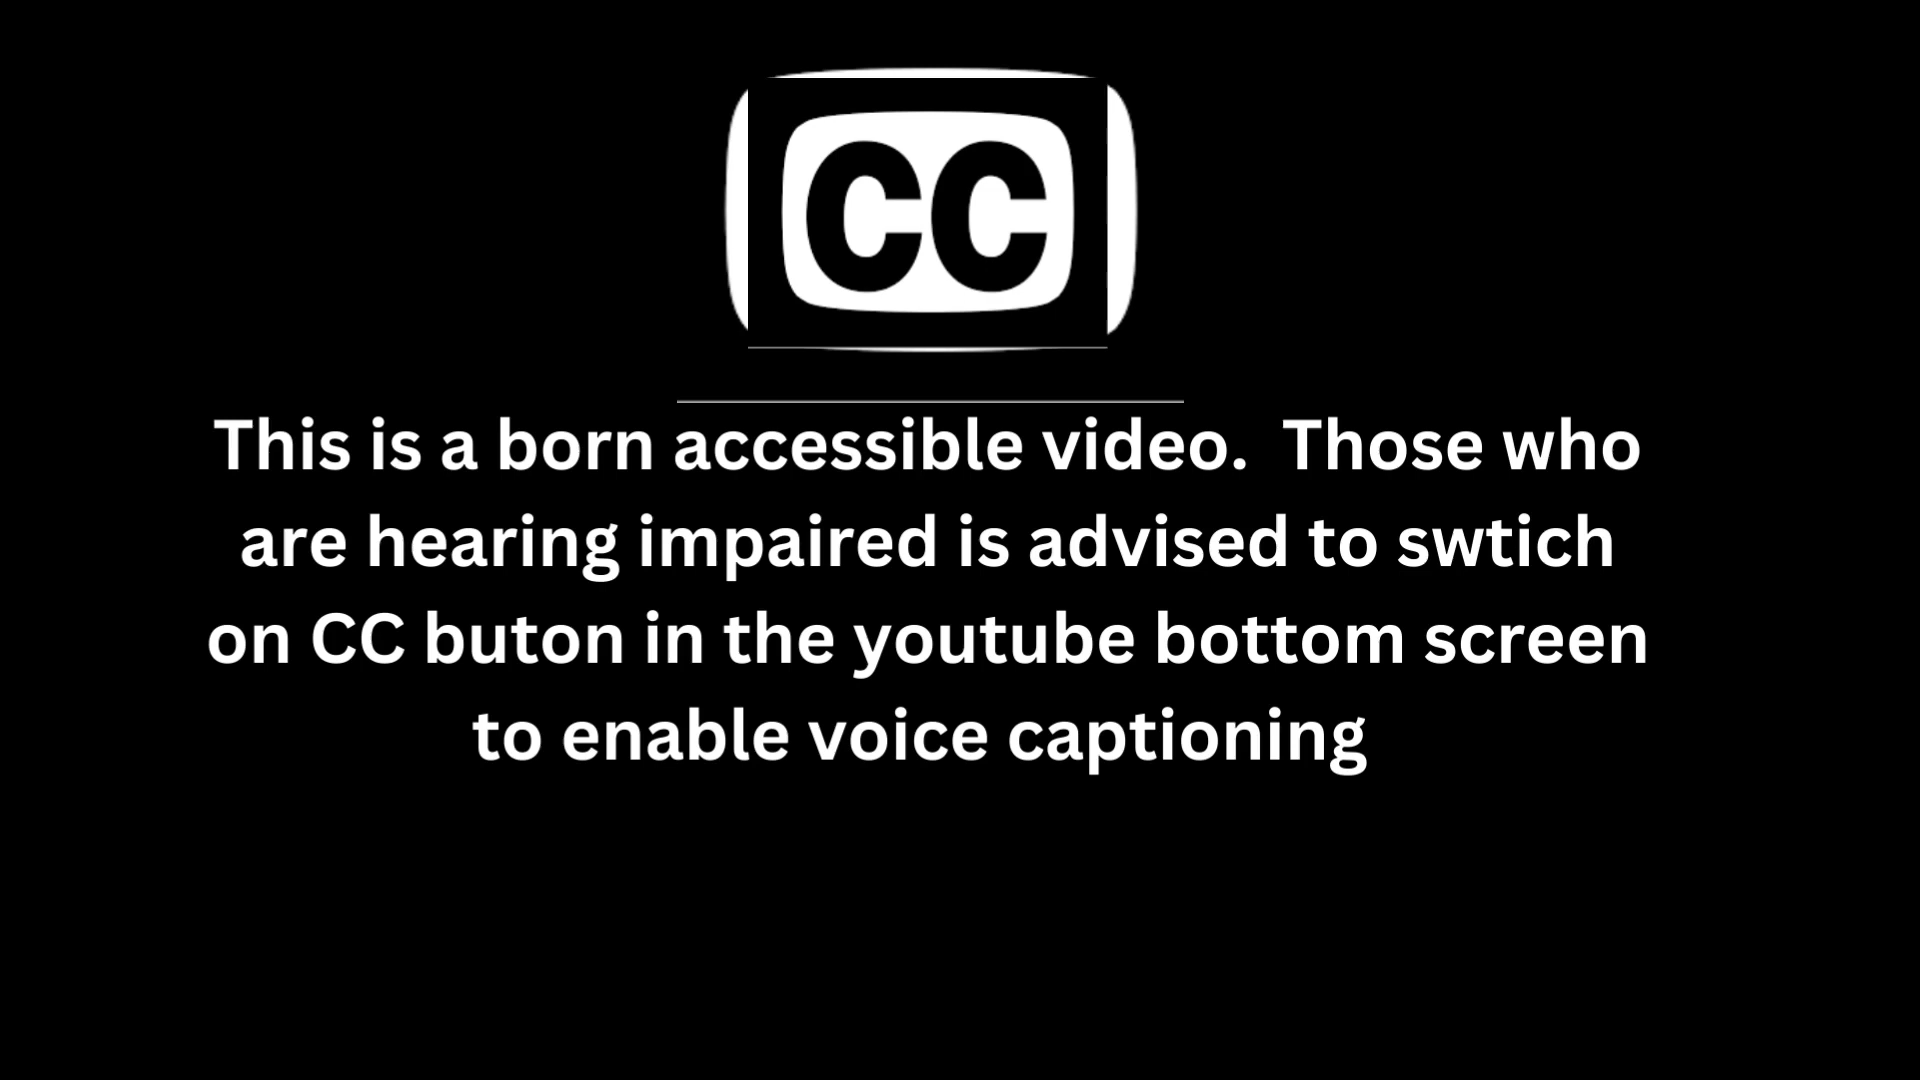 CC
This is a born accessible video.  Those who
are hearing impaired is advised to swtich
on CC buton in the youtube bottom screen
to enable voice captioning